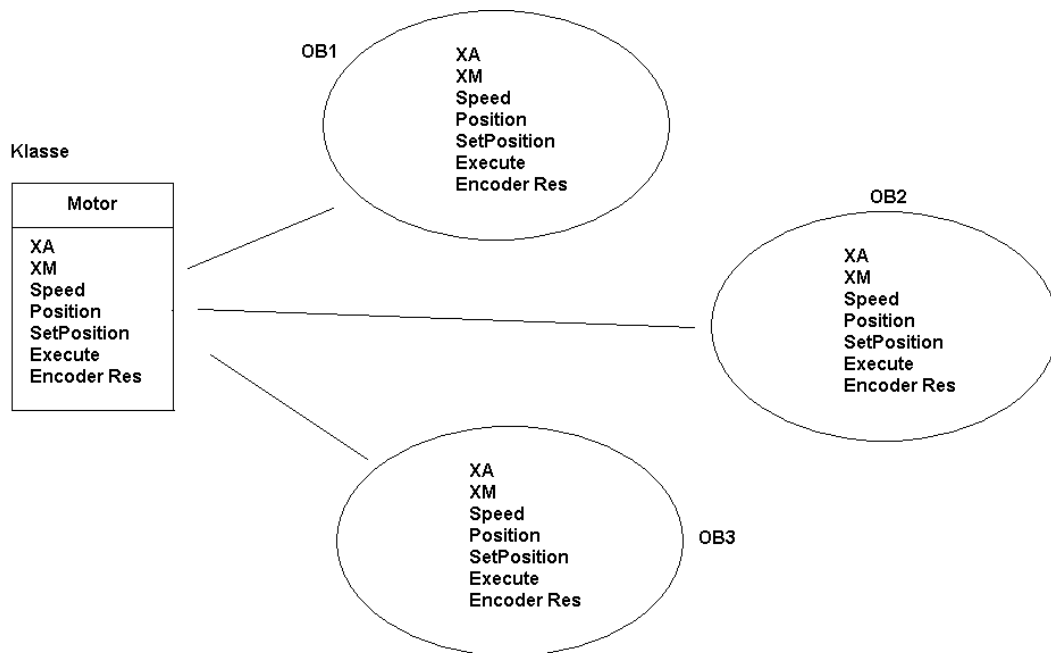 Klasse
Motor
XA
XM
Speed
Position
SetPosition
Execute
Encoder Res
OB1
XA
XM
Speed
Position
SetPosition
Execute
Encoder Res
OB2
XA
XM
Speed
Position
SetPosition
Execute
Encoder Res
OB3
XA
XM
Speed
Position
SetPosition
Execute
Encoder Res